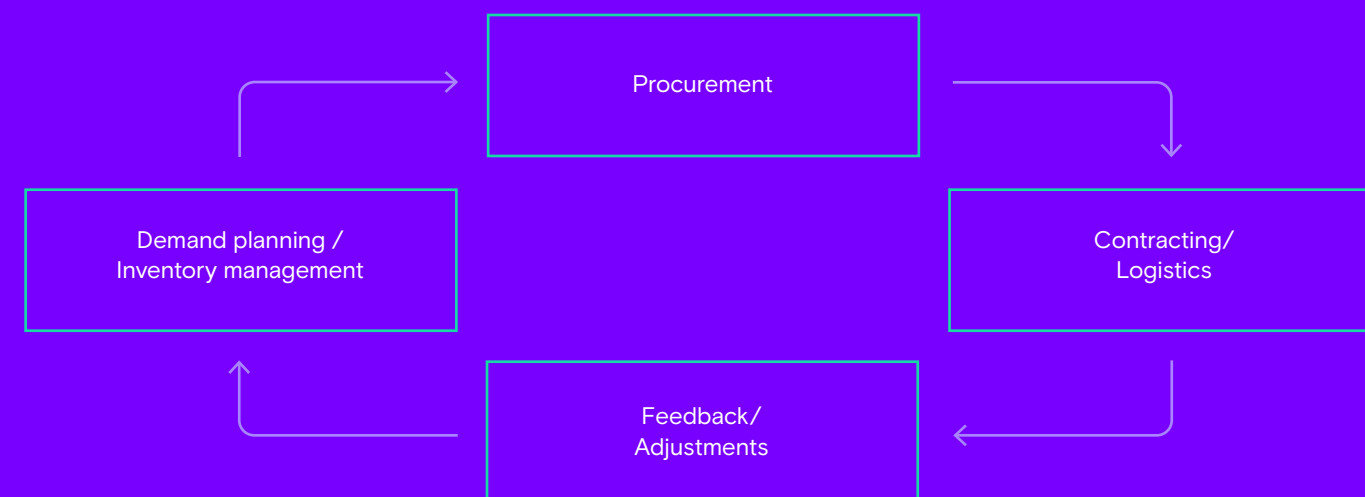 Procurement
Demand planning /
Inventory management
Contracting/
Logistics
Feedback/
Adjustments